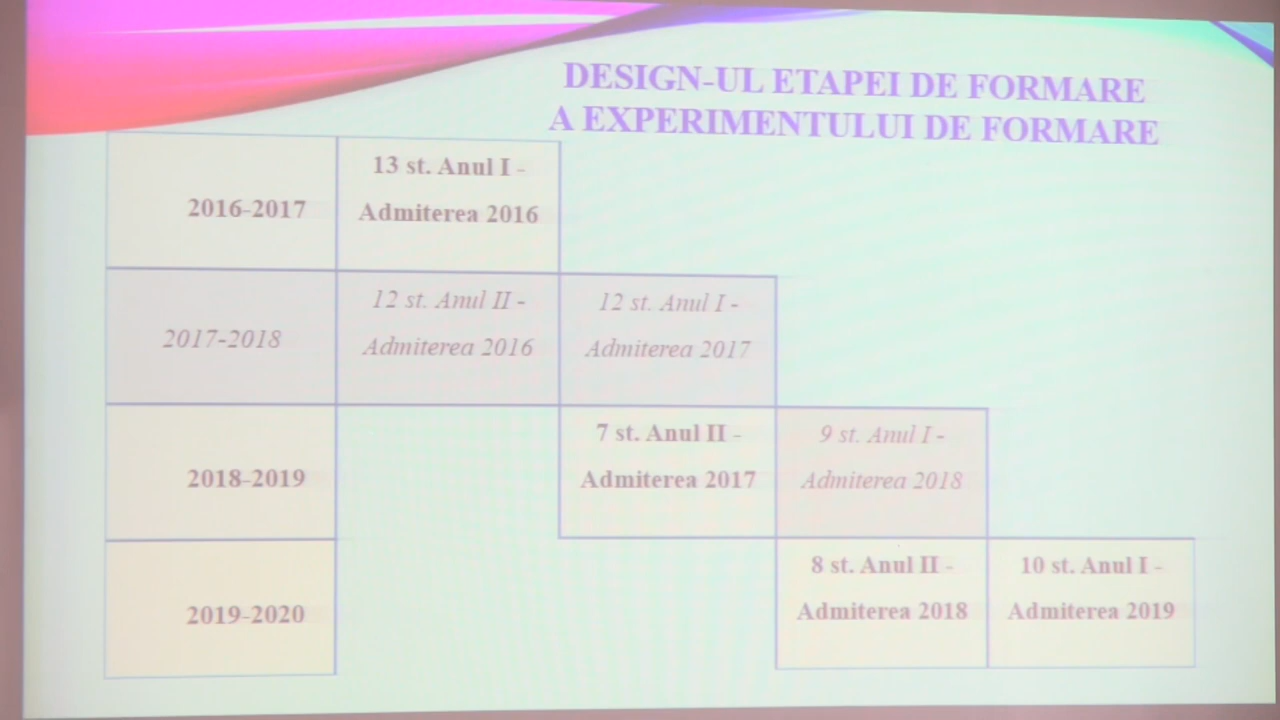 DESIGN-UL ETAPEI DE FORMARE
A EXPERIMENTULUI DE FORMARE
2016-2017
13 st. Anul I -
Admiterea 2016
2017-2018
12 st. Anul II -
Admiterea 2016
12 st. Anul I -
Admiterea 2017
2018-2019
7 st. Anul II -
Admiterea 2017
9 st. Anul I -
Admiterea 2018
2019-2020
8 st. Anul II -
Admiterea 2018
10 st. Anul I -
Admiterea 2019